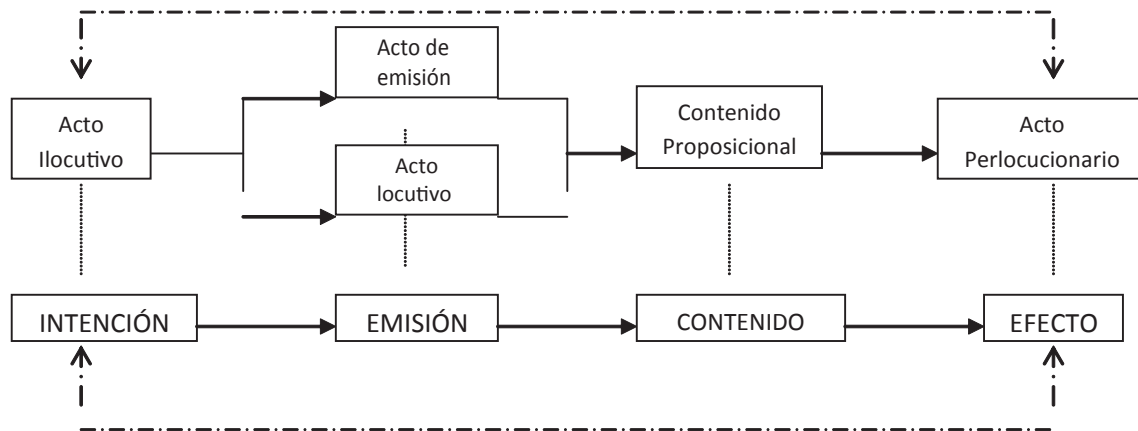 Acto de
emisión
Acto
Ilocutivo
Acto
locutivo
Contenido
Proposicional
Acto
Perlocucionario
INTENCIÓN
EMISIÓN
CONTENIDO
EFECTO